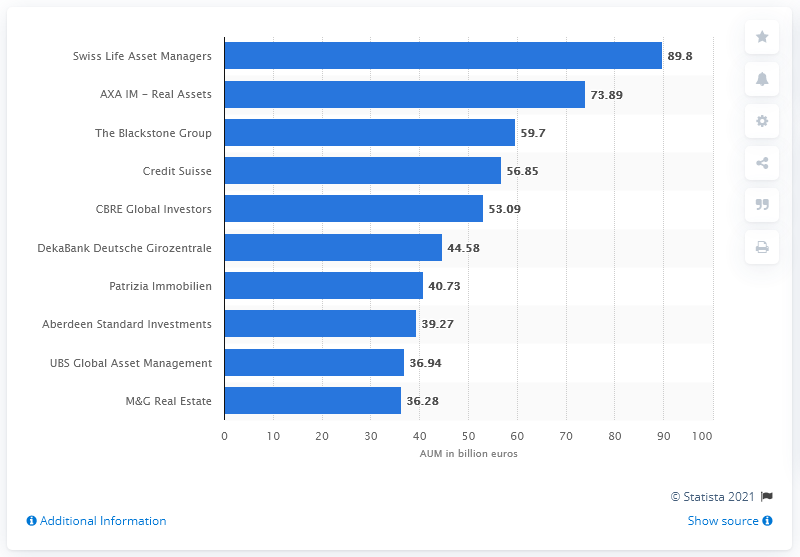 Swiss Life Asset Managers 89.8
AXA IM - Real Assets 73.89
The Blackstone Group 59.7
Credit Suisse 56.85
CBRE Global Investors 53.09
DekaBank Deutsche Girozentrale 44.58
Patrizia Immobilien 40.73
Aberdeen Standard Investments 39.27
UBS Global Asset Management 36.94
M&G Real Estate 36.28
0 10 20 30 40 50 60 70 80 90 100
AUM in billion euros
© Statista 2021
Additional Information Show source